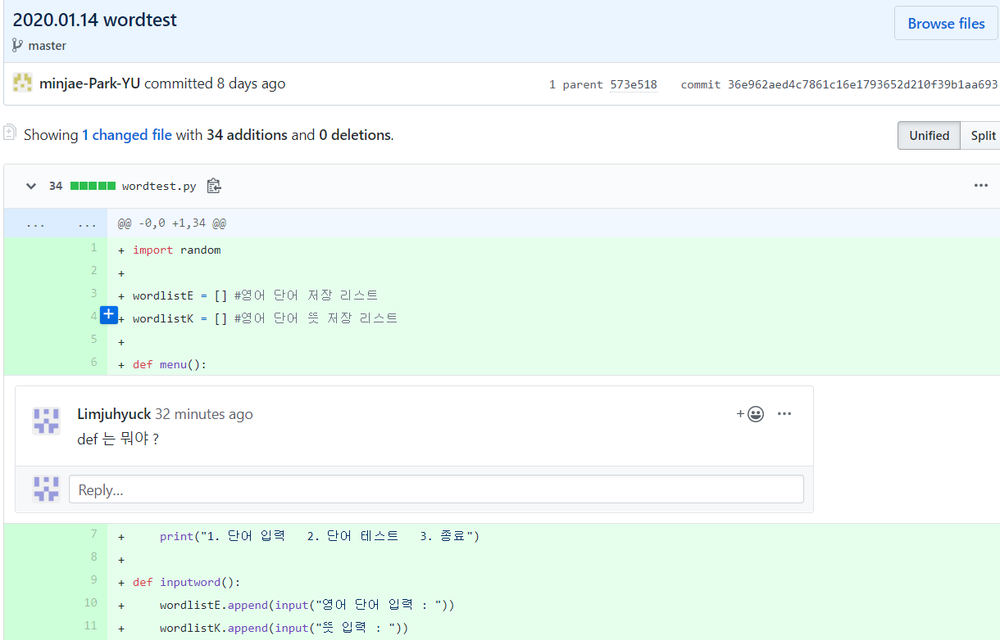 2020.01.14 wordtest
Browse files
master
minjae-Park-YU committed 8 days ago
1 parent 573e518 commit 36e962aed4c7861c16e1793652d210f39b1aa693
Showing 1 changed file with 34 additions and 0 deletions.
Unified Split
34 wordtest.py
... ... @@ -0,0 +1,34 @@
1 + import random
2 +
3 + wordlistE = [] #영어 단어 저장 리스트
4 + wordlistK = [] #영어 단어 뜻 저장 리스트
5 +
6 + def menu():
Limjuhyuck 32 minutes ago
def 는 뭐야 ?
Reply...
7 + print("1. 단어 입력 2. 단어 테스트 3. 종료")
8 +
9 + def inputword():
10 + wordlistE.append(input("영어 단어 입력 : "))
11 + wordlistK.append(input("뜻 입력 : "))